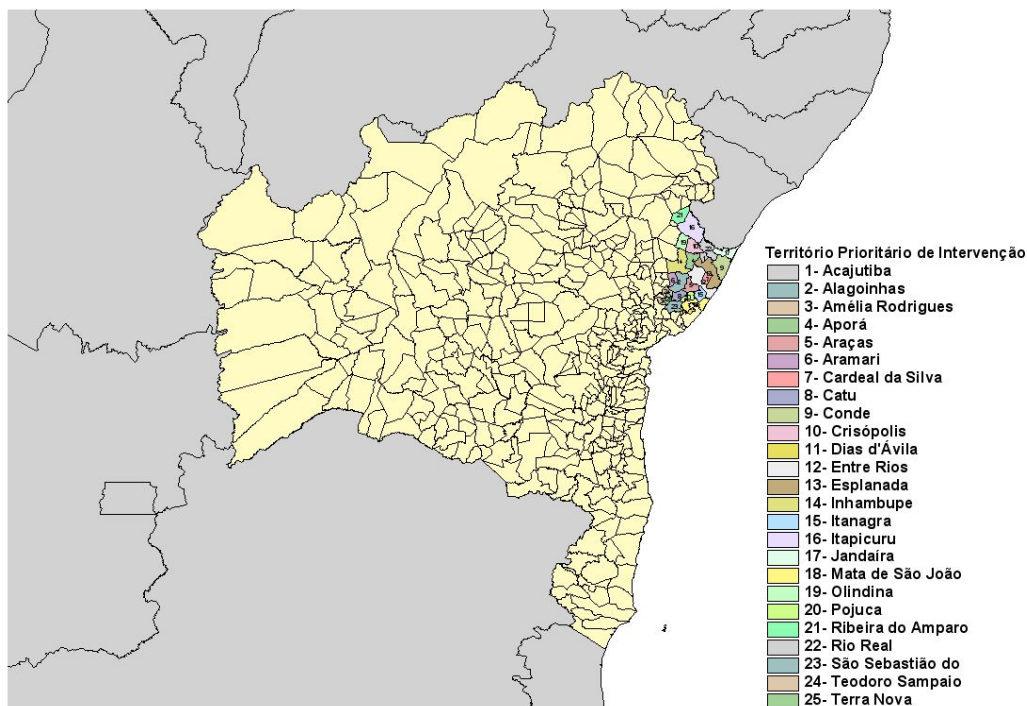 Território Prioritário de Intervenção
1- Acajutiba
2- Alagoinhas
3- Amélia Rodrigues
4- Aporá
5- Araças
6- Aramari
7- Cardeal da Silva
8- Catu
9- Conde
10- Crisópolis
11- Dias d'Ávila
12- Entre Rios
13- Esplanada
14- Inhambupe
15- Itanagra
16- Itapicuru
17- Jandaíra
18- Mata de São João
19- Olindina
20- Pojuca
21- Ribeira do Amparo
22- Rio Real
23- São Sebastião do
24- Teodoro Sampaio
25- Terra Nova